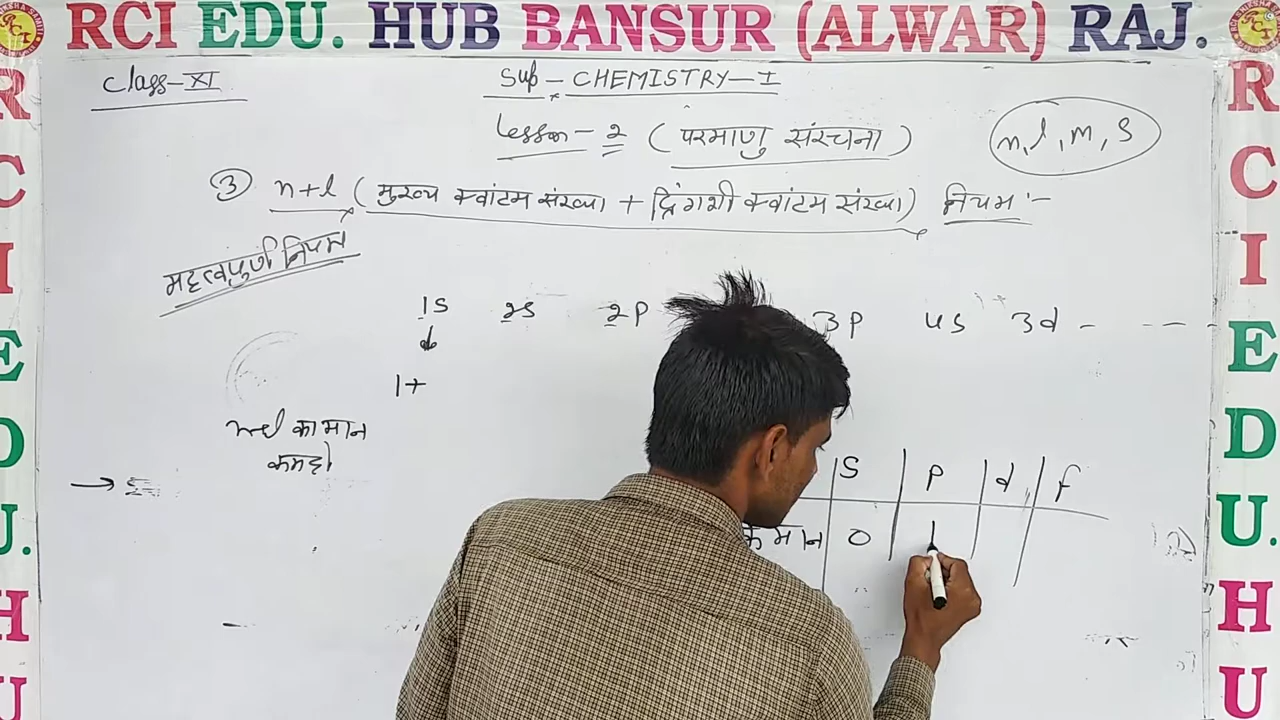 RCI EDU. HUB BANSUR (ALWAR) RAJ.
Class-XI
Sub - CHEMISTRY-I
Lesson-2 (परमाणु संरचना)
n,l,m,s
③ n+l (मुख्य क्वांटम संख्या + द्विगंशी क्वांटम संख्या) नियम:-
महत्वपुर्ण नियम
1s 2s 2p 3p 4s 3d - - - -
1+
n+l का मान
कम हो
S P d f
मान 0 1
R
C
I
E
D
U.
H
U
R
C
I
E
D
U.
H
U